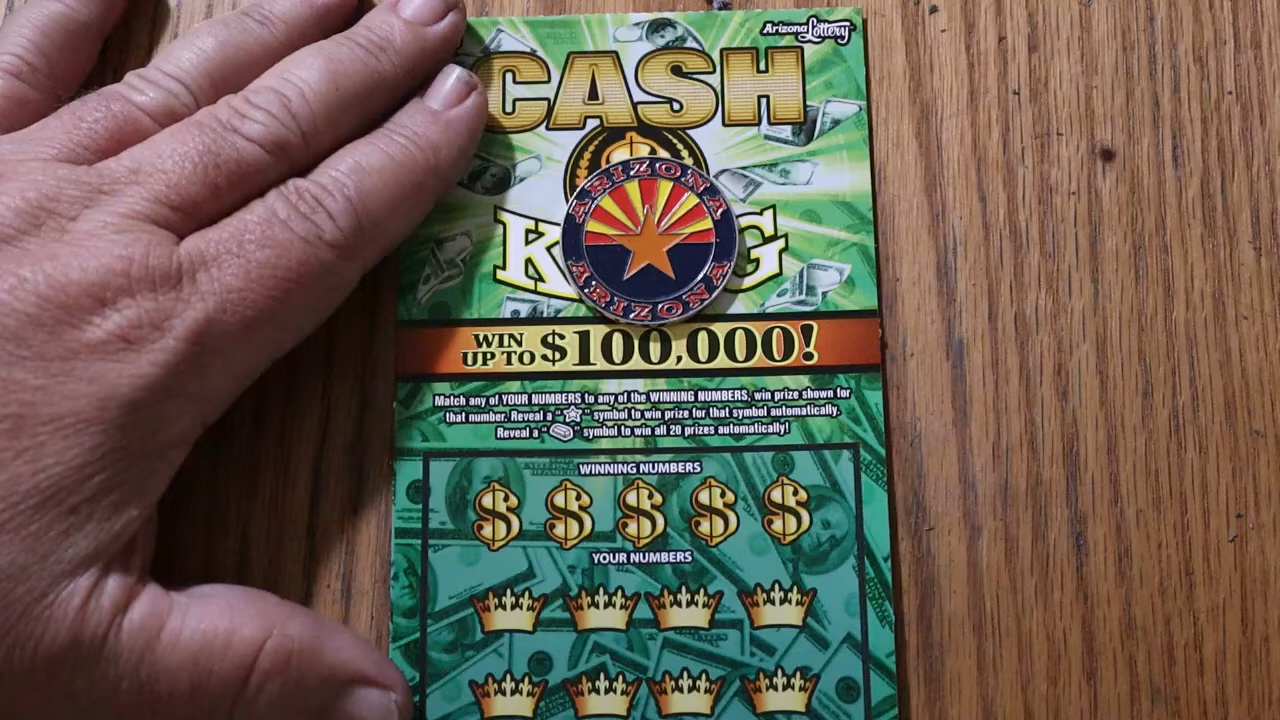 Arizona Lottery
CASH
ARIZONA
K G
ARIZONA
WIN
UP TO $100,000!
Match any of YOUR NUMBERS to any of the WINNING NUMBERS, win prize shown for
that number. Reveal a " " symbol to win prize for that symbol automatically.
Reveal a " " symbol to win all 20 prizes automatically!
WINNING NUMBERS
$ $ $ $ $
YOUR NUMBERS